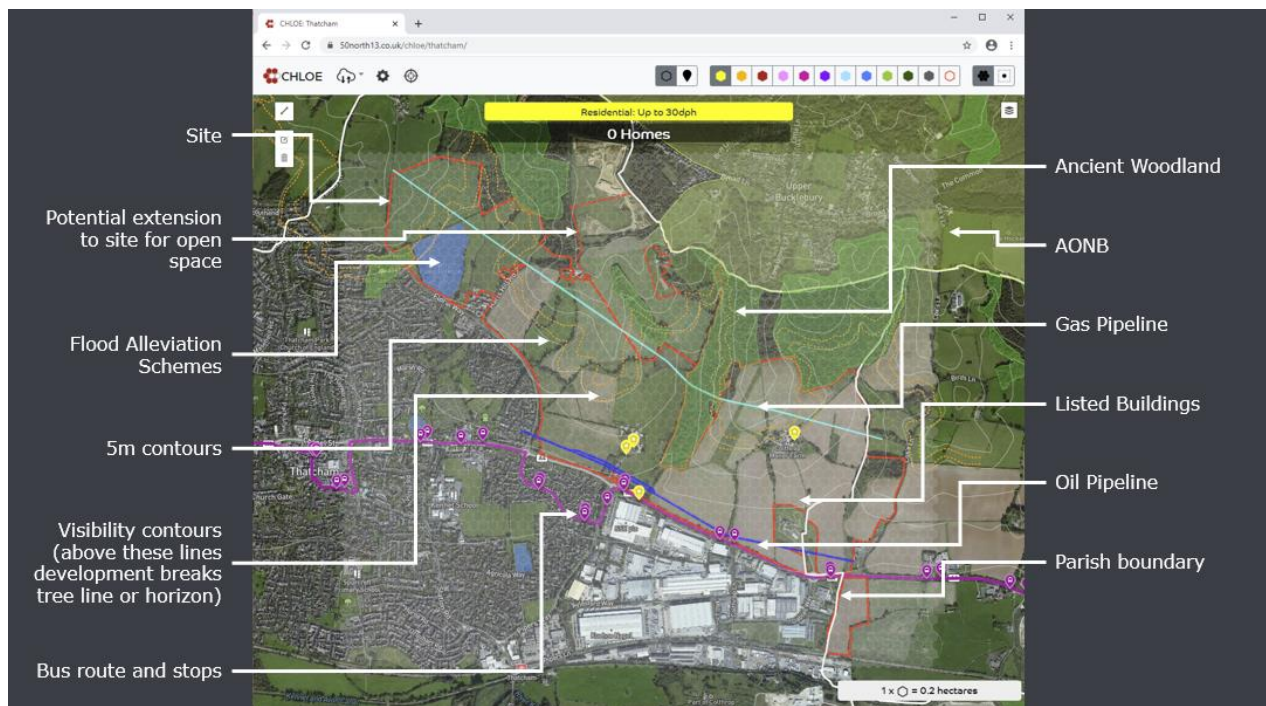 CHLOE: Thatcham
50north13.co.uk/chloe/thatcham/
CHLOE
Residential: Up to 30dph
0 Homes
Site
Potential extension
to site for open
space
Flood Alleviation
Schemes
5m contours
Visibility contours
(above these lines
development breaks
tree line or horizon)
Bus route and stops
Ancient Woodland
AONB
Gas Pipeline
Listed Buildings
Oil Pipeline
Parish boundary
Upper
Bucklebury
The Common
Thatcham
Thatcham
1 x ⬡ = 0.2 hectares